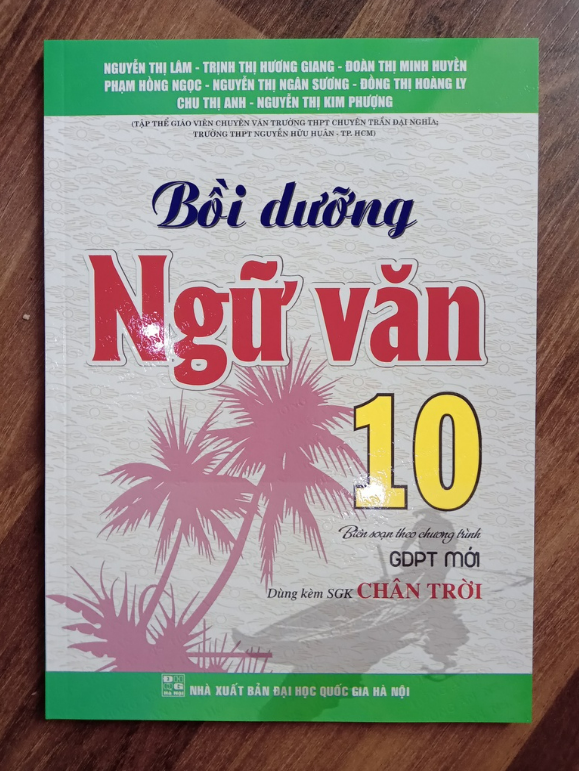 NGUYỄN THỊ LÂM - TRỊNH THỊ HƯƠNG GIANG - ĐOÀN THỊ MINH HUYỀN
PHẠM HỒNG NGỌC - NGUYỄN THỊ NGÂN SƯƠNG - ĐỒNG THỊ HOÀNG LY
CHU THỊ ANH - NGUYỄN THỊ KIM PHƯỢNG
(TẬP THỂ GIÁO VIÊN CHUYÊN VĂN TRƯỜNG THPT CHUYÊN TRẦN ĐẠI NGHĨA;
TRƯỜNG THPT NGUYỄN HỮU HUÂN - TP. HCM)
Bồi dưỡng
Ngữ văn
10
Biên soạn theo chương trình
GDPT MỚI
Dùng kèm SGK CHÂN TRỜI
NHÀ XUẤT BẢN ĐẠI HỌC QUỐC GIA HÀ NỘI